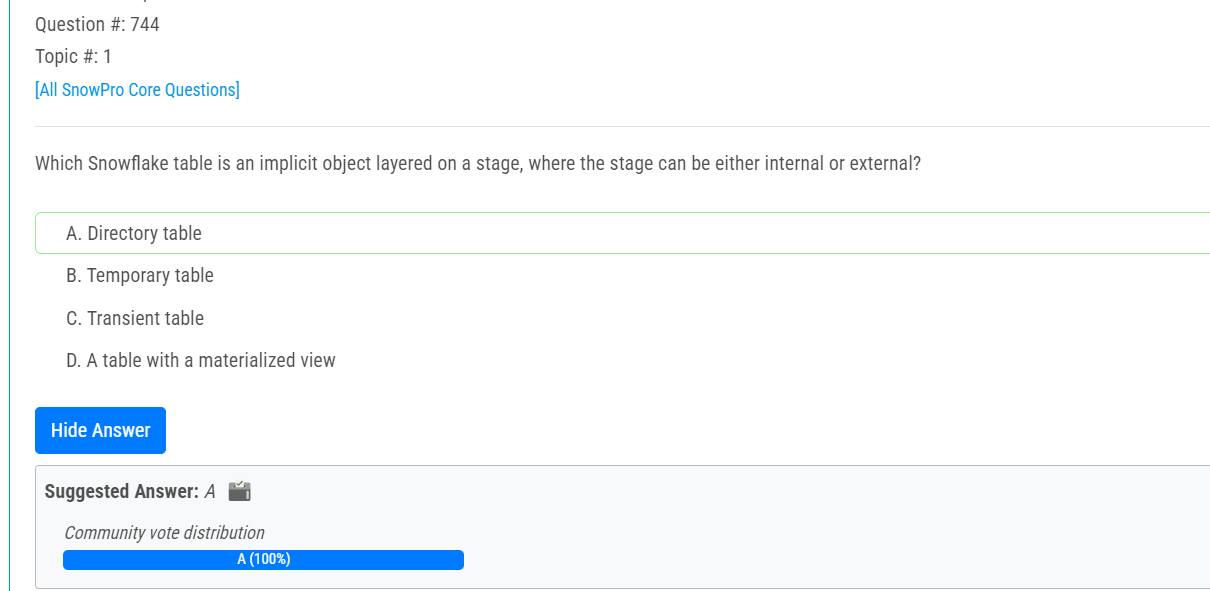 Question #: 744
Topic #: 1
[All SnowPro Core Questions]
Which Snowflake table is an implicit object layered on a stage, where the stage can be either internal or external?
A. Directory table
B. Temporary table
C. Transient table
D. A table with a materialized view
Hide Answer
Suggested Answer: A
Community vote distribution
A (100%)